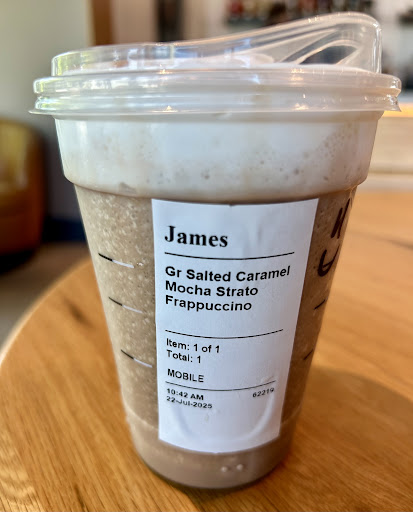 James
Gr Salted Caramel
Mocha Strato
Frappuccino
Item: 1 of 1
Total: 1
MOBILE
10:42 AM
22-Jul-2025